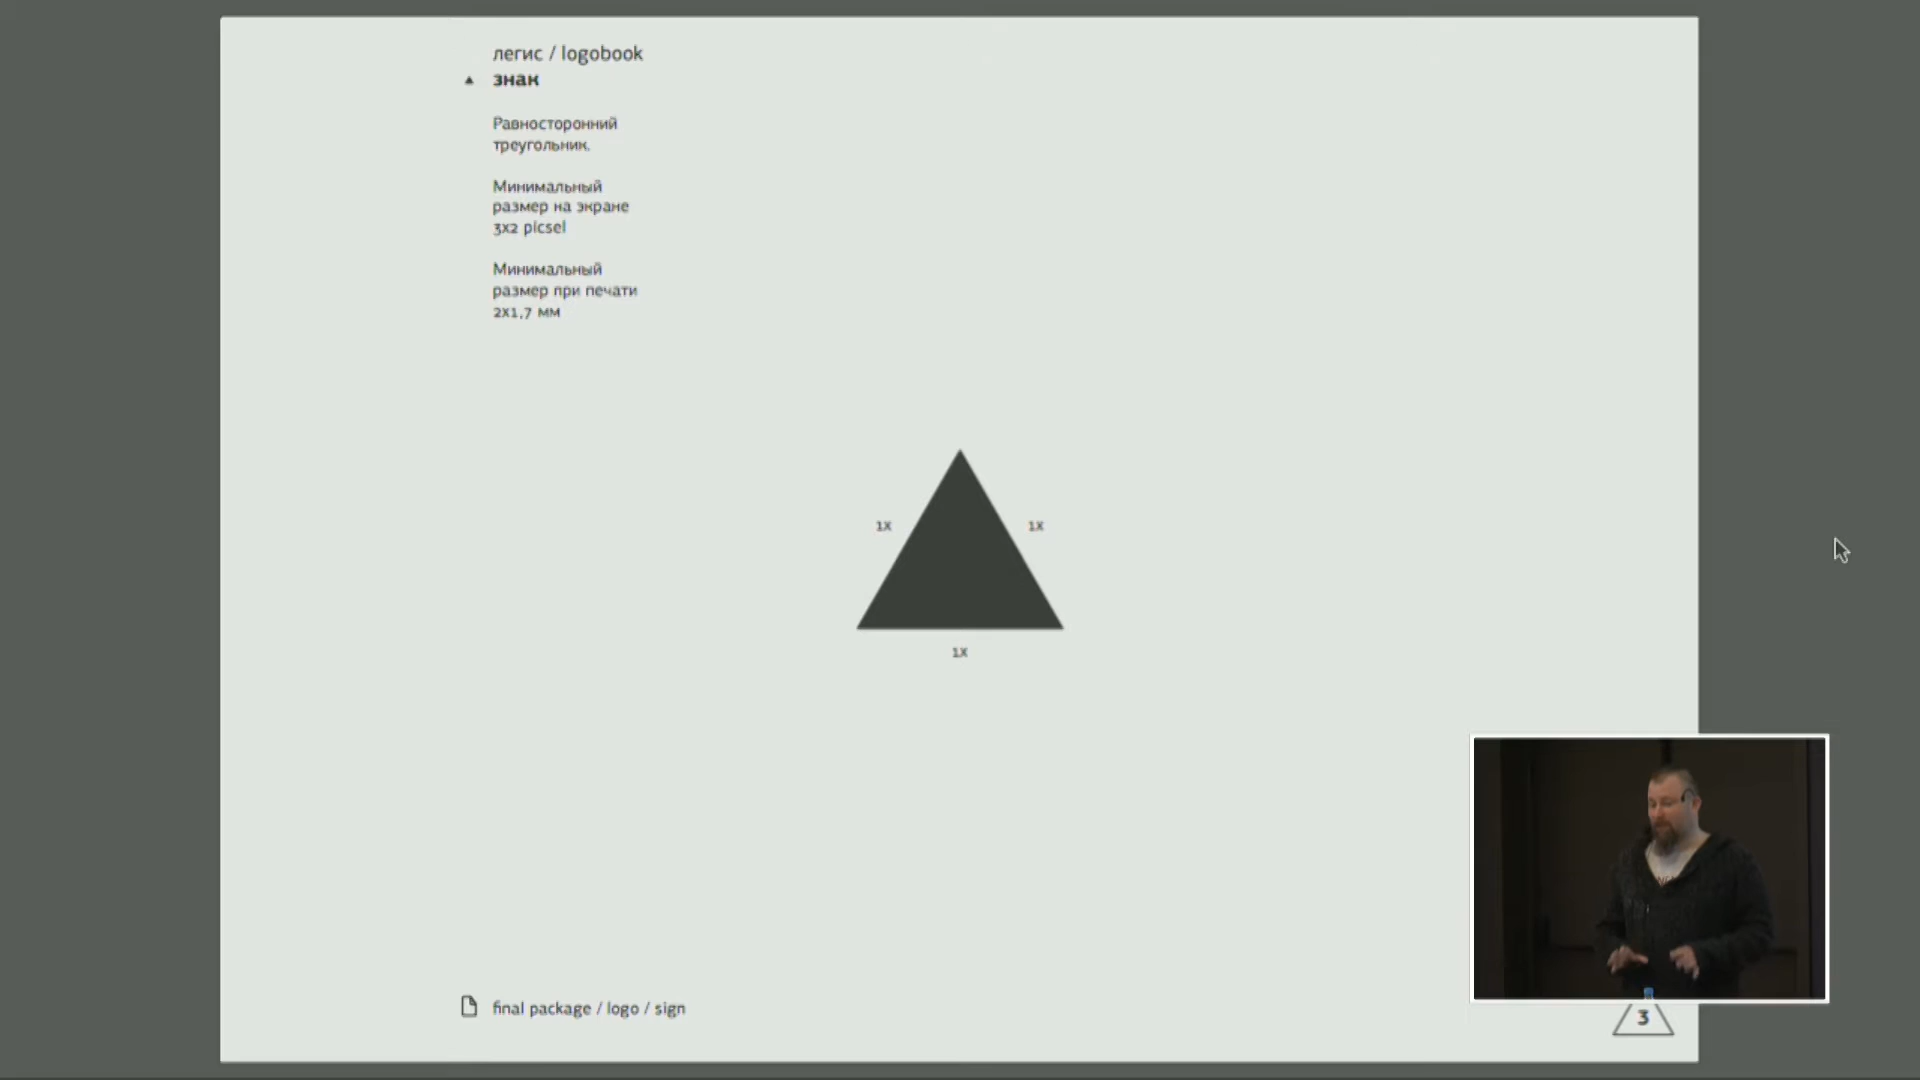 легис / logobook
знак
Равносторонний
треугольник.
Минимальный
размер на экране
3x2 picsel
Минимальный
размер при печати
2x1,7 мм
1X
1X
1X
final package / logo / sign
3